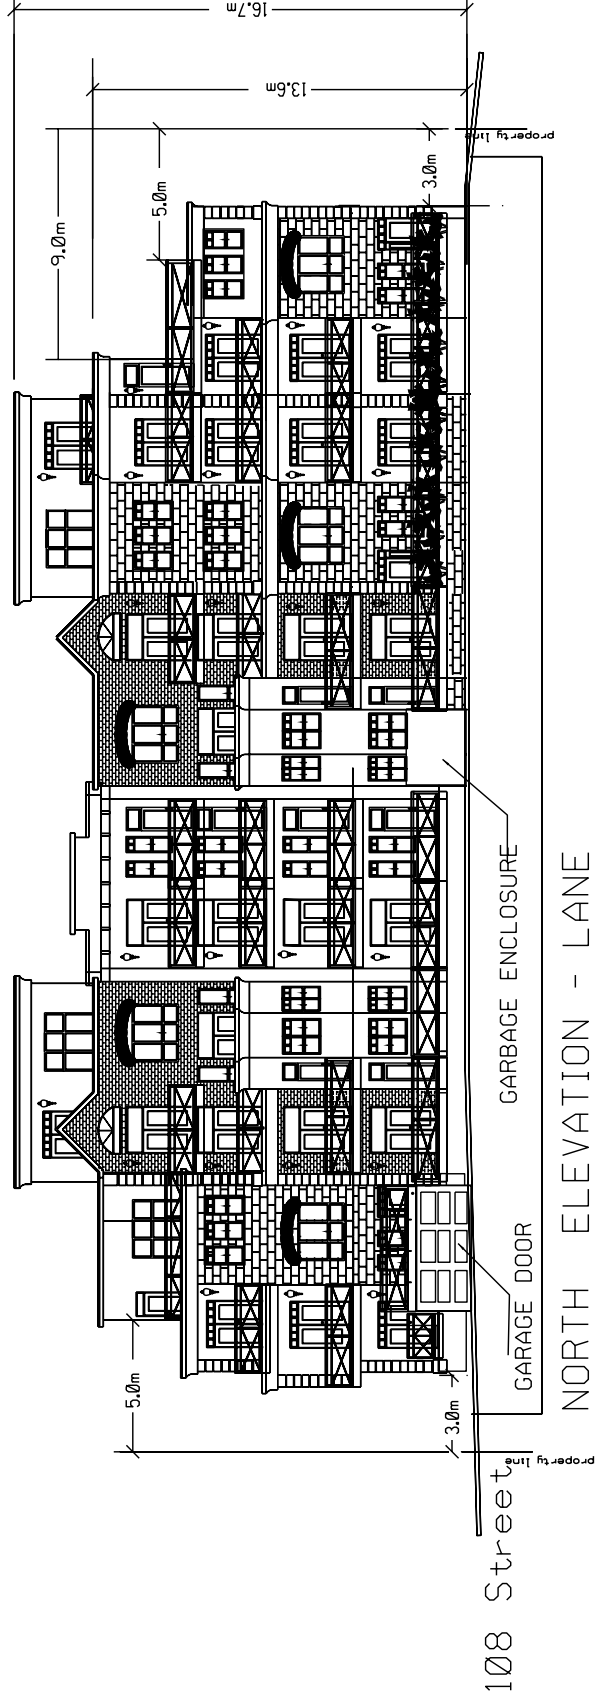 16.7m
13.6m
9.0m
5.0m
3.0m
property line
5.0m
3.0m
property line
GARBAGE ENCLOSURE
GARAGE DOOR
108 Street
NORTH ELEVATION - LANE